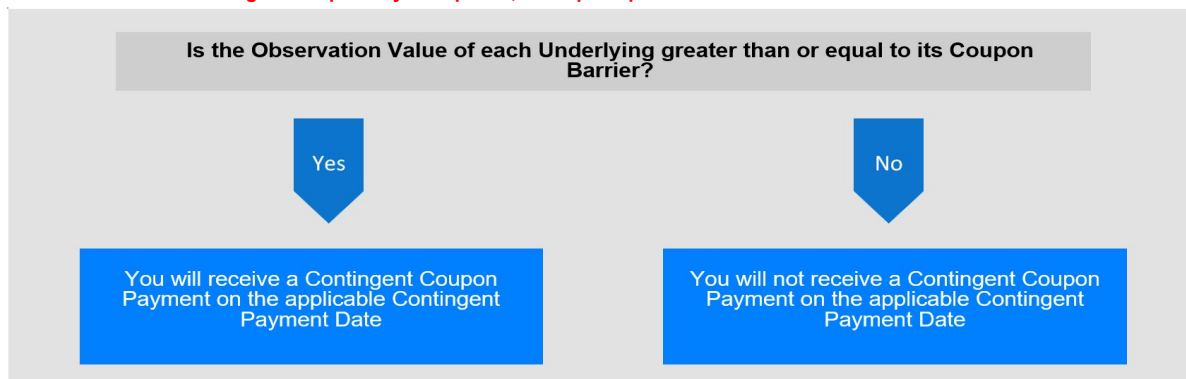 Is the Observation Value of each Underlying greater than or equal to its Coupon
Barrier?
Yes
No
You will receive a Contingent Coupon
Payment on the applicable Contingent
Payment Date
You will not receive a Contingent Coupon
Payment on the applicable Contingent
Payment Date